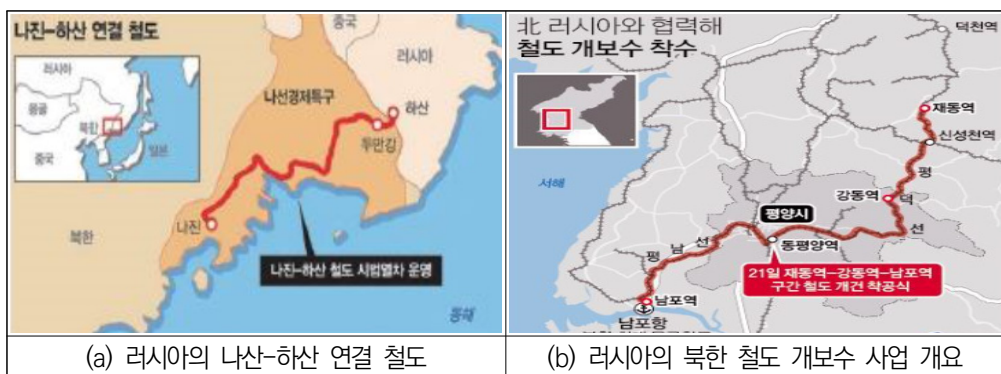 나진-하산 연결 철도
러시아
몽골
북한
중국
일본
중국
러시아
나선경제특구
하산
두만강
나진
북한
나진-하산 철도 시범열차 운영
동해
(a) 러시아의 나산-하산 연결 철도
北 러시아와 협력해
철도 개보수 착수
덕천역
재동역
신성천역
서해
평
강동역
덕
평양시
선
평 남 선
동평양역
21일 재동역-강동역-남포역
구간 철도 개건 착공식
남포역
남포항
(b) 러시아의 북한 철도 개보수 사업 개요